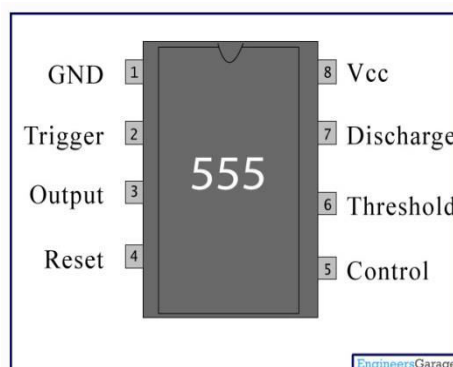 GND 1
Trigger 2
Output 3
Reset 4
555
8 Vcc
7 Discharge
6 Threshold
5 Control
EngineersGarage